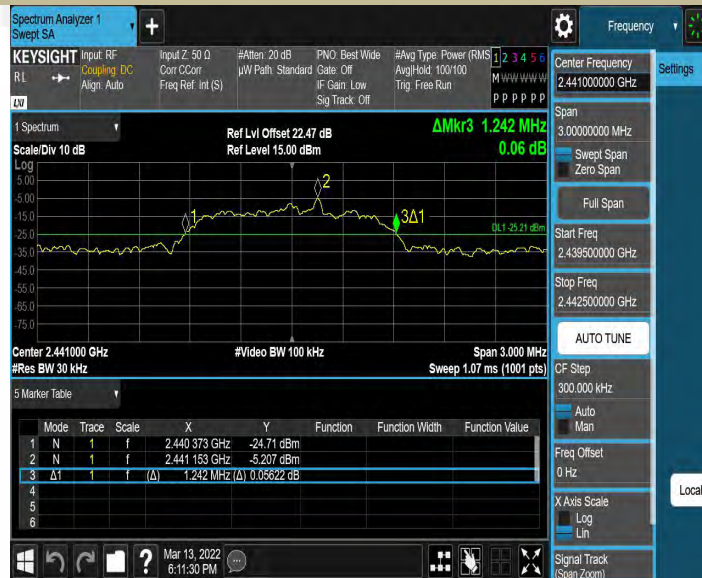 Spectrum Analyzer 1
Swept SA
Frequency
Settings
KEYSIGHT
RL
LXI
Input: RF
Coupling: DC
Align: Auto
Input Z: 50 Ω
Corr CCorr
Freq Ref: Int (S)
#Atten: 20 dB
µW Path: Standard
PNO: Best Wide
Gate: Off
IF Gain: Low
Sig Track: Off
#Avg Type: Power (RMS
Avg|Hold: 100/100
Trig: Free Run
1 2 3 4 5 6
M W W W W W
P P P P P P
1 Spectrum
Scale/Div 10 dB
Ref Lvl Offset 22.47 dB
Ref Level 15.00 dBm
ΔMkr3 1.242 MHz
0.06 dB
Log
5.00
-5.00
-15.0
-25.0
-35.0
-45.0
-55.0
-65.0
-75.0
1
2
3Δ1
DL1 -25.21 dBm
Center 2.441000 GHz
#Res BW 30 kHz
#Video BW 100 kHz
Span 3.000 MHz
Sweep 1.07 ms (1001 pts)
5 Marker Table
Mode Trace Scale X Y Function Function Width Function Value
1 N 1 f 2.440 373 GHz -24.71 dBm
2 N 1 f 2.441 153 GHz -5.207 dBm
3 Δ1 1 f (Δ) 1.242 MHz (Δ) 0.05622 dB
4
5
6
Mar 13, 2022
6:11:30 PM
Center Frequency
2.441000000 GHz
Span
3.00000000 MHz
Swept Span
Zero Span
Full Span
Start Freq
2.439500000 GHz
Stop Freq
2.442500000 GHz
AUTO TUNE
CF Step
300.000 kHz
Auto
Man
Freq Offset
0 Hz
X Axis Scale
Log
Lin
Signal Track
(Span Zoom)
Local